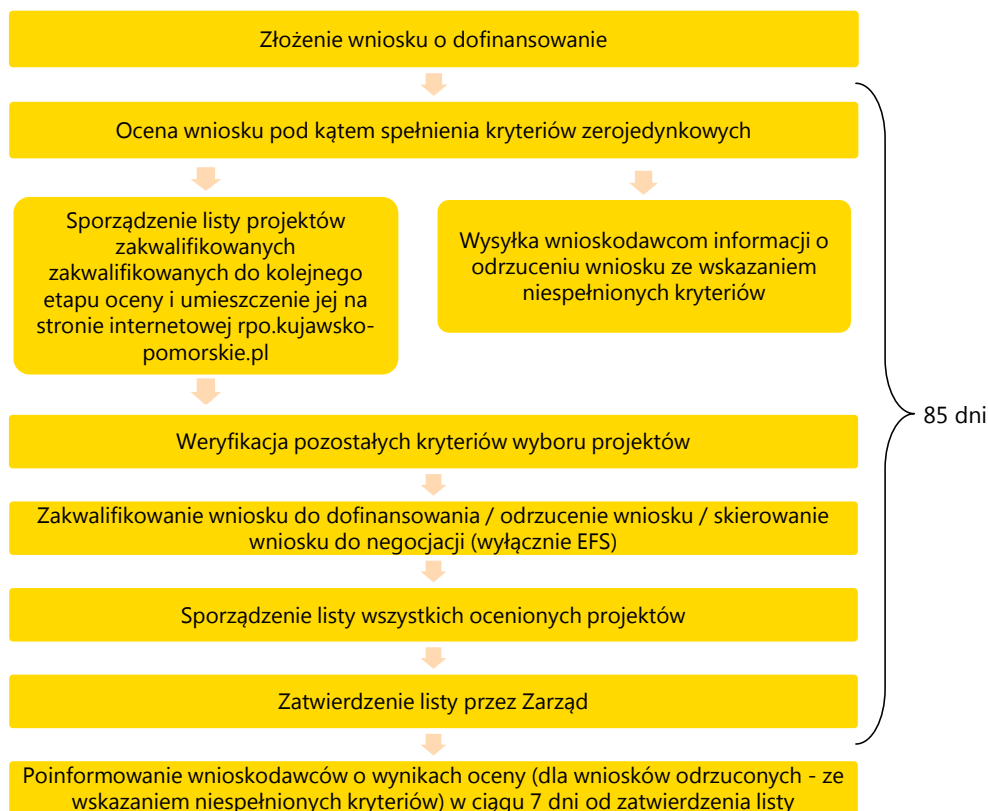 Złożenie wniosku o dofinansowanie
Ocena wniosku pod kątem spełnienia kryteriów zerojedynkowych
Sporządzenie listy projektów
zakwalifikowanych
zakwalifikowanych do kolejnego
etapu oceny i umieszczenie jej na
stronie internetowej rpo.kujawsko-
pomorskie.pl
Wysyłka wnioskodawcom informacji o
odrzuceniu wniosku ze wskazaniem
niespełnionych kryteriów
85 dni
Weryfikacja pozostałych kryteriów wyboru projektów
Zakwalifikowanie wniosku do dofinansowania / odrzucenie wniosku / skierowanie
wniosku do negocjacji (wyłącznie EFS)
Sporządzenie listy wszystkich ocenionych projektów
Zatwierdzenie listy przez Zarząd
Poinformowanie wnioskodawców o wynikach oceny (dla wniosków odrzuconych - ze
wskazaniem niespełnionych kryteriów) w ciągu 7 dni od zatwierdzenia listy